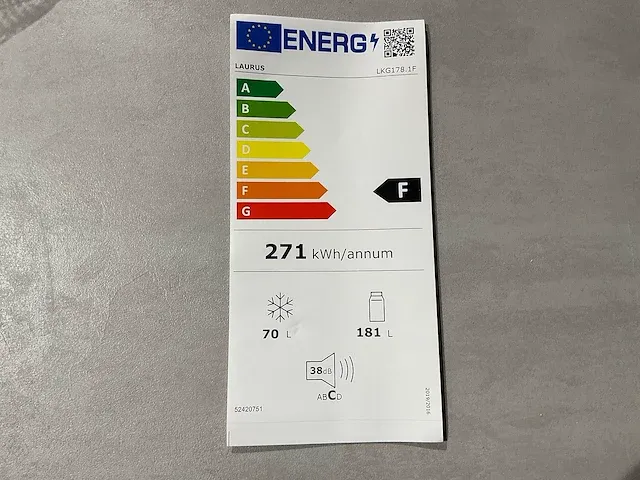 ENERG
LAURUS LKG178.1F
A
B
C
D
E
F
F
G
271 kWh/annum
70 L 181 L
38dB
ABCD
52420751 2019/2016